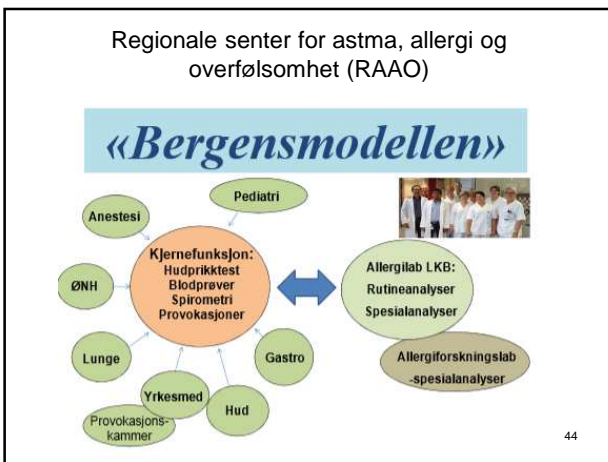 Regionale senter for astma, allergi og
overfølsomhet (RAAO)
«Bergensmodellen»
Pediatri
Anestesi
ØNH
Lunge
Provokasjons-
kammer
Yrkesmed
Hud
Gastro
Kjernefunksjon:
Hudprikktest
Blodprøver
Spirometri
Provokasjoner
Allergilab LKB:
Rutineanalyser
Spesialanalyser
Allergiforskningslab
-spesialanalyser
44